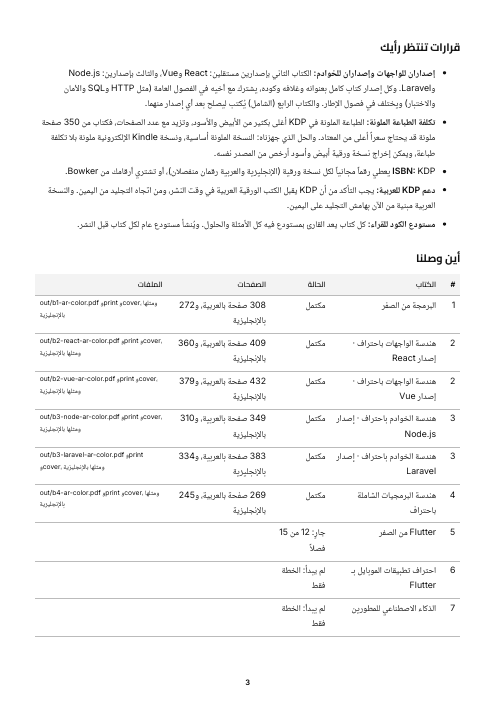 قرارات تنتظر رأيك
• إصداران للواجهات وإصداران للخوادم: الكتاب الثاني بإصدارين مستقلين: React وVue، والثالث بإصدارين: Node.js
وLaravel. وكل إصدار كتاب كامل بعنوانه وغلافه وكوده، يشترك مع أخيه في الفصول العامة (مثل HTTP وSQL والأمان
والاختبار) ويختلف في فصول الإطار. والكتاب الرابع (الشامل) يُكتب ليصلح بعد أي إصدار منهما.
• تكلفة الطباعة الملونة: الطباعة الملونة في KDP أغلى بكثير من الأبيض والأسود، وتزيد مع عدد الصفحات، فكتاب من 350 صفحة
ملونة قد يحتاج سعراً أعلى من المعتاد. والحل الذي جهزناه: النسخة الملونة أساسية، ونسخة Kindle الإلكترونية ملونة بلا تكلفة
طباعة، ويمكن إخراج نسخة ورقية أبيض وأسود أرخص من المصدر نفسه.
• ISBN: KDP يعطي رقماً مجانياً لكل نسخة ورقية (الإنجليزية والعربية رقمان منفصلان)، أو تشتري أرقامك من Bowker.
• دعم KDP للعربية: يجب التأكد من أن KDP يقبل الكتب الورقية العربية في وقت النشر، ومن اتجاه التجليد من اليمين. والنسخة
العربية مبنية من الآن بهامش التجليد على اليمين.
• مستودع الكود للقراء: كل كتاب يعد القارئ بمستودع فيه كل الأمثلة والحلول. ويُنشأ مستودع عام لكل كتاب قبل النشر.
أين وصلنا
# الكتاب الحالة الصفحات الملفات
1 البرمجة من الصفر مكتمل 308 صفحة بالعربية، و272 out/b1-ar-color.pdf وprint وcover، ومثلها
بالإنجليزية بالإنجليزية
2 هندسة الواجهات باحتراف · مكتمل 409 صفحة بالعربية، و360 out/b2-react-ar-color.pdf وprint وcover،
إصدار React بالإنجليزية ومثلها بالإنجليزية
2 هندسة الواجهات باحتراف · مكتمل 432 صفحة بالعربية، و379 out/b2-vue-ar-color.pdf وprint وcover،
إصدار Vue بالإنجليزية ومثلها بالإنجليزية
3 هندسة الخوادم باحتراف · إصدار مكتمل 349 صفحة بالعربية، و310 out/b3-node-ar-color.pdf وprint وcover،
Node.js بالإنجليزية ومثلها بالإنجليزية
3 هندسة الخوادم باحتراف · إصدار مكتمل 383 صفحة بالعربية، و334 out/b3-laravel-ar-color.pdf وprint
Laravel بالإنجليزية وcover، ومثلها بالإنجليزية
4 هندسة البرمجيات الشاملة مكتمل 269 صفحة بالعربية، و245 out/b4-ar-color.pdf وprint وcover، ومثلها
باحتراف بالإنجليزية بالإنجليزية
5 Flutter من الصفر جارٍ: 12 من 15
فصلاً
6 احتراف تطبيقات الموبايل بـ لم يبدأ: الخطة
Flutter فقط
7 الذكاء الاصطناعي للمطورين لم يبدأ: الخطة
فقط
3